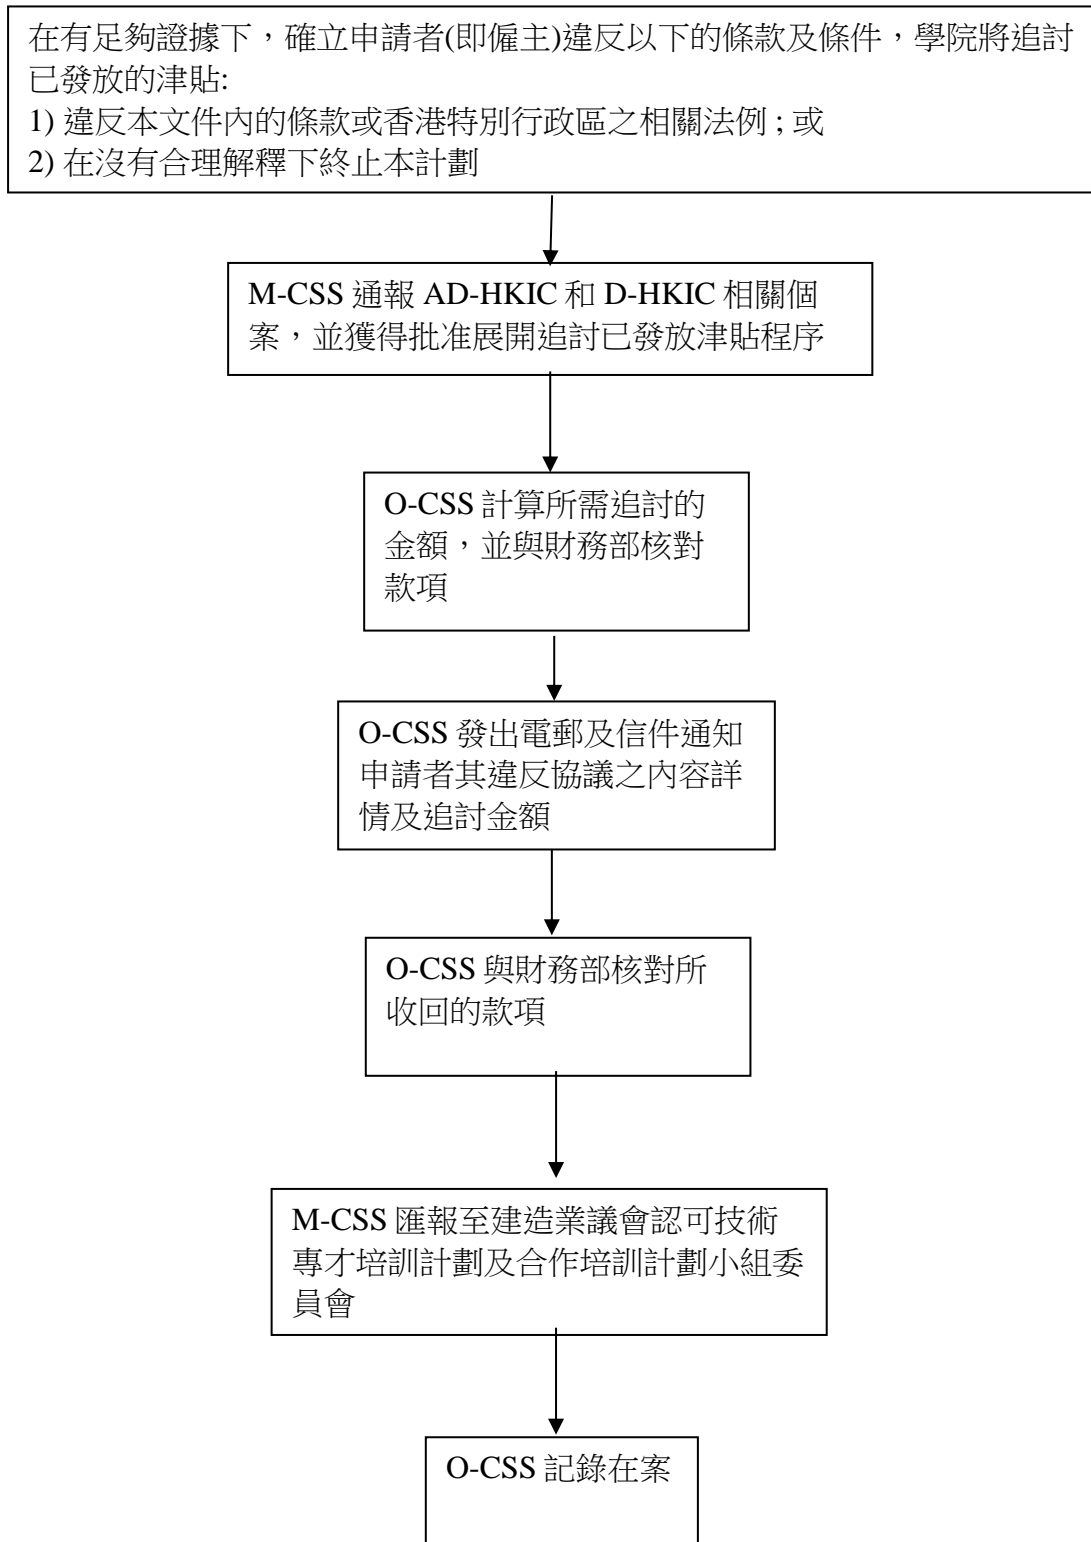 在有足夠證據下，確立申請者(即僱主)違反以下的條款及條件，學院將追討
已發放的津貼:
1) 違反本文件內的條款或香港特別行政區之相關法例 ; 或
2) 在沒有合理解釋下終止本計劃
M-CSS 通報 AD-HKIC 和 D-HKIC 相關個
案，並獲得批准展開追討已發放津貼程序
O-CSS 計算所需追討的
金額，並與財務部核對
款項
O-CSS 發出電郵及信件通知
申請者其違反協議之內容詳
情及追討金額
O-CSS 與財務部核對所
收回的款項
M-CSS 匯報至建造業議會認可技術
專才培訓計劃及合作培訓計劃小組委
員會
O-CSS 記錄在案